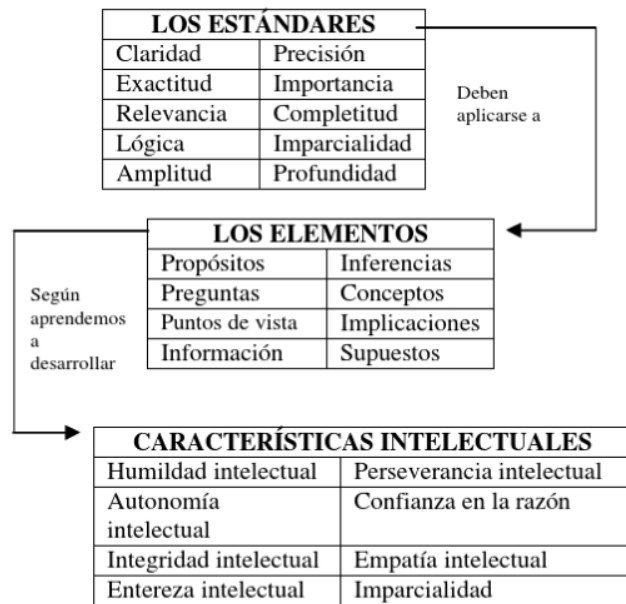 LOS ESTÁNDARES
Claridad Precisión
Exactitud Importancia
Relevancia Completitud
Lógica Imparcialidad
Amplitud Profundidad
Deben
aplicarse a
LOS ELEMENTOS
Propósitos Inferencias
Preguntas Conceptos
Puntos de vista Implicaciones
Información Supuestos
Según
aprendemos
a
desarrollar
CARACTERÍSTICAS INTELECTUALES
Humildad intelectual Perseverancia intelectual
Autonomía Confianza en la razón
intelectual
Integridad intelectual Empatía intelectual
Entereza intelectual Imparcialidad